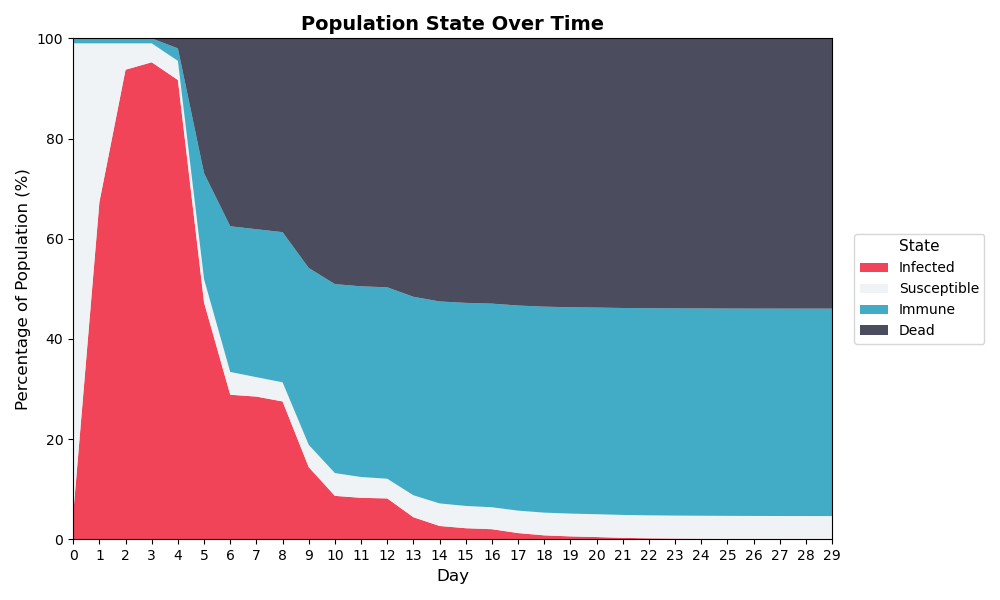 Population State Over Time
Percentage of Population (%)
100
80
60
40
20
0
0 1 2 3 4 5 6 7 8 9 10 11 12 13 14 15 16 17 18 19 20 21 22 23 24 25 26 27 28 29
Day
State
Infected
Susceptible
Immune
Dead